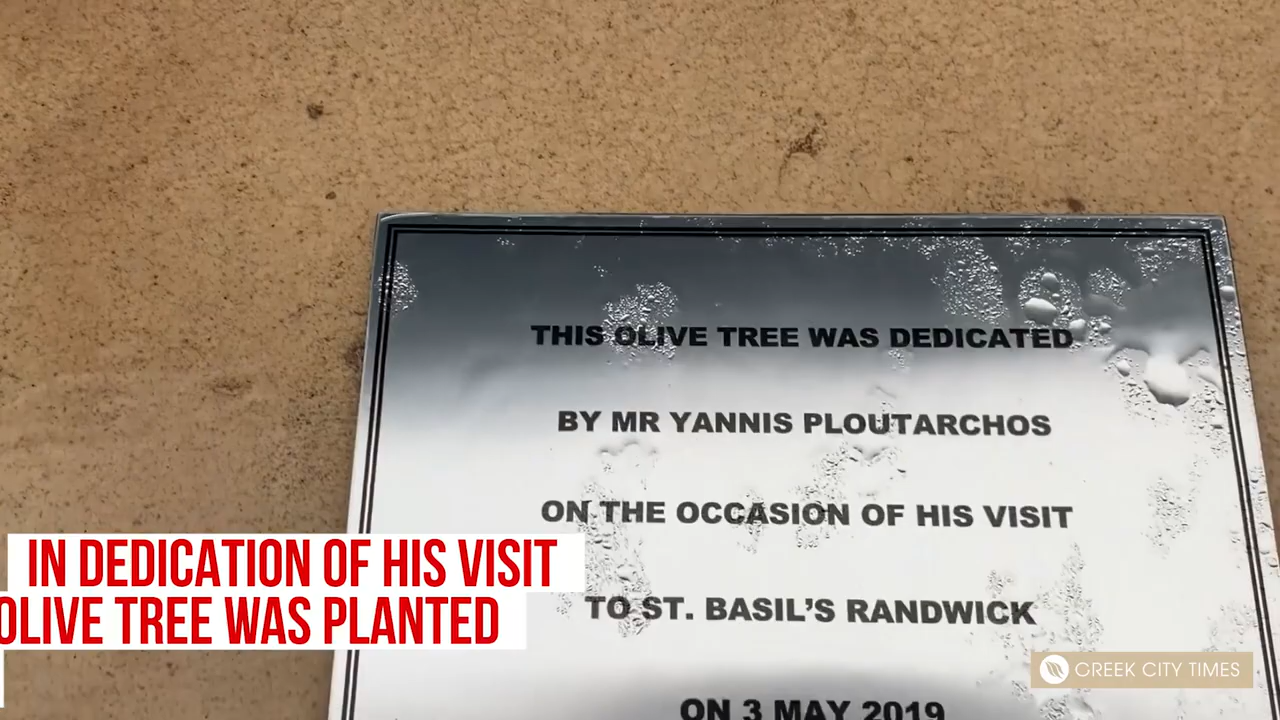 THIS OLIVE TREE WAS DEDICATED
BY MR YANNIS PLOUTARCHOS
ON THE OCCASION OF HIS VISIT
TO ST. BASIL'S RANDWICK
ON 3 MAY 2019
IN DEDICATION OF HIS VISIT
OLIVE TREE WAS PLANTED
GREEK CITY TIMES